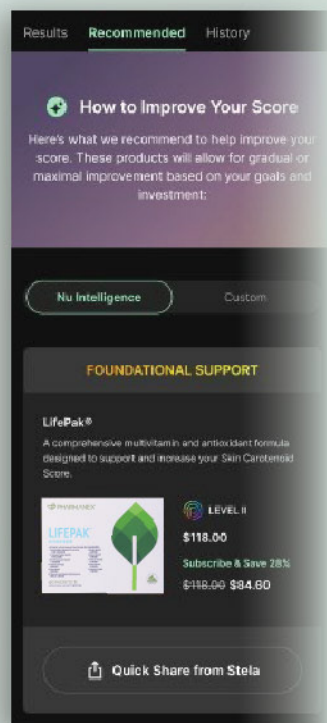 Results Recommended History
How to Improve Your Score
Here's what we recommend to help improve your
score. These products will allow for gradual or
maximal improvement based on your goals and
investment:
Nu Intelligence Custom
FOUNDATIONAL SUPPORT
LifePak®
A comprehensive multivitamin and antioxidant formula
designed to support and increase your Skin Carotenoid
Score.
PHARMANEX
LIFEPAK
LEVEL II
$118.00
Subscribe & Save 28%
$118.00 $84.60
Quick Share from Stela